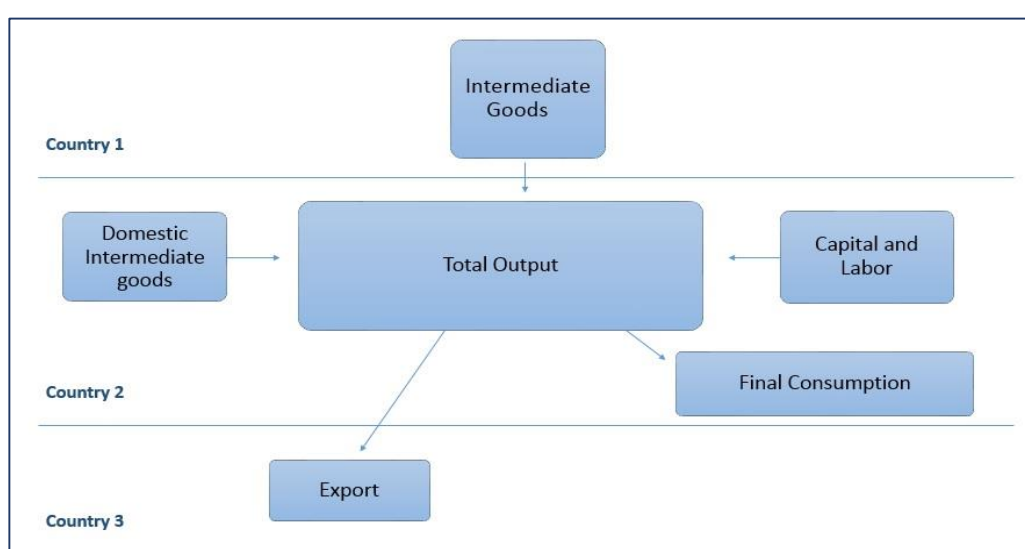 Intermediate
Goods
Country 1
Domestic
Intermediate
goods
Total Output
Capital and
Labor
Final Consumption
Country 2
Export
Country 3